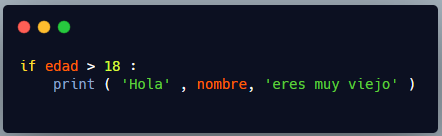 if edad > 18 :
    print ( 'Hola' , nombre, 'eres muy viejo' )